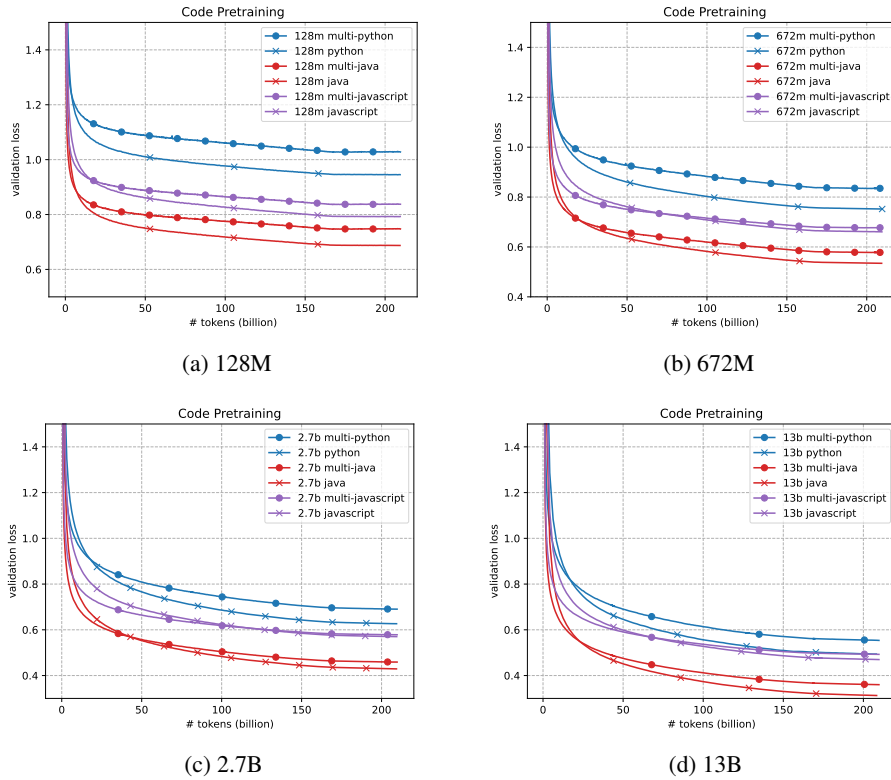 Code Pretraining
validation loss
1.4
1.2
1.0
0.8
0.6
0 50 100 150 200
# tokens (billion)
128m multi-python
128m python
128m multi-java
128m java
128m multi-javascript
128m javascript
(a) 128M
Code Pretraining
validation loss
1.4
1.2
1.0
0.8
0.6
0.4
0 50 100 150 200
# tokens (billion)
672m multi-python
672m python
672m multi-java
672m java
672m multi-javascript
672m javascript
(b) 672M
Code Pretraining
validation loss
1.4
1.2
1.0
0.8
0.6
0.4
0 50 100 150 200
# tokens (billion)
2.7b multi-python
2.7b python
2.7b multi-java
2.7b java
2.7b multi-javascript
2.7b javascript
(c) 2.7B
Code Pretraining
validation loss
1.4
1.2
1.0
0.8
0.6
0.4
0 50 100 150 200
# tokens (billion)
13b multi-python
13b python
13b multi-java
13b java
13b multi-javascript
13b javascript
(d) 13B